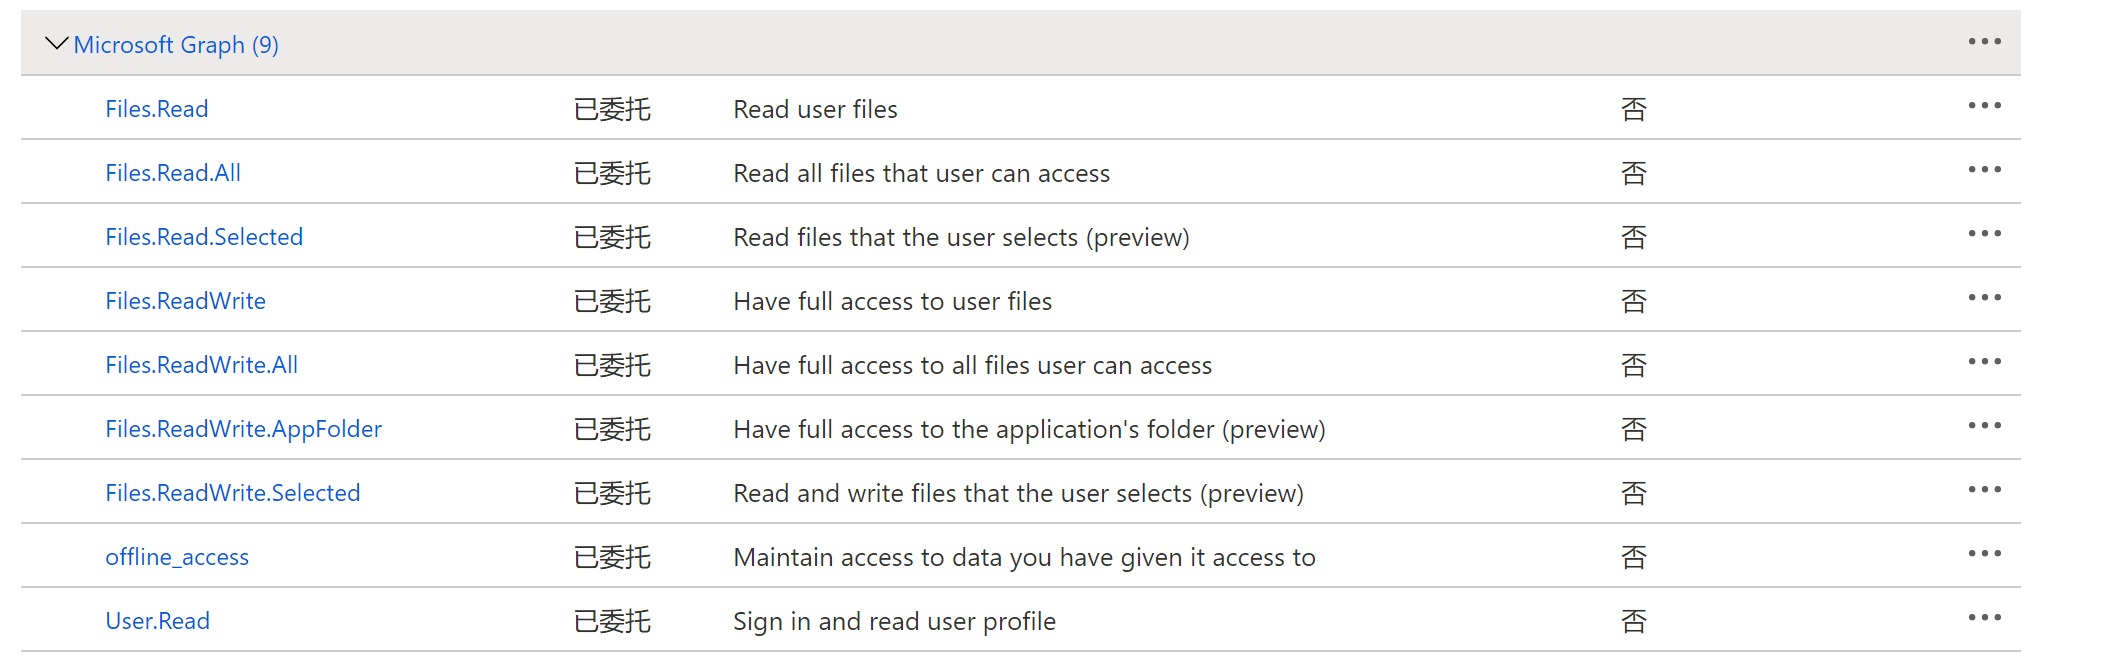 Microsoft Graph (9)
Files.Read 已委托 Read user files 否
Files.Read.All 已委托 Read all files that user can access 否
Files.Read.Selected 已委托 Read files that the user selects (preview) 否
Files.ReadWrite 已委托 Have full access to user files 否
Files.ReadWrite.All 已委托 Have full access to all files user can access 否
Files.ReadWrite.AppFolder 已委托 Have full access to the application's folder (preview) 否
Files.ReadWrite.Selected 已委托 Read and write files that the user selects (preview) 否
offline_access 已委托 Maintain access to data you have given it access to 否
User.Read 已委托 Sign in and read user profile 否